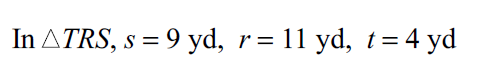 In △TRS, s = 9 yd, r = 11 yd, t = 4 yd